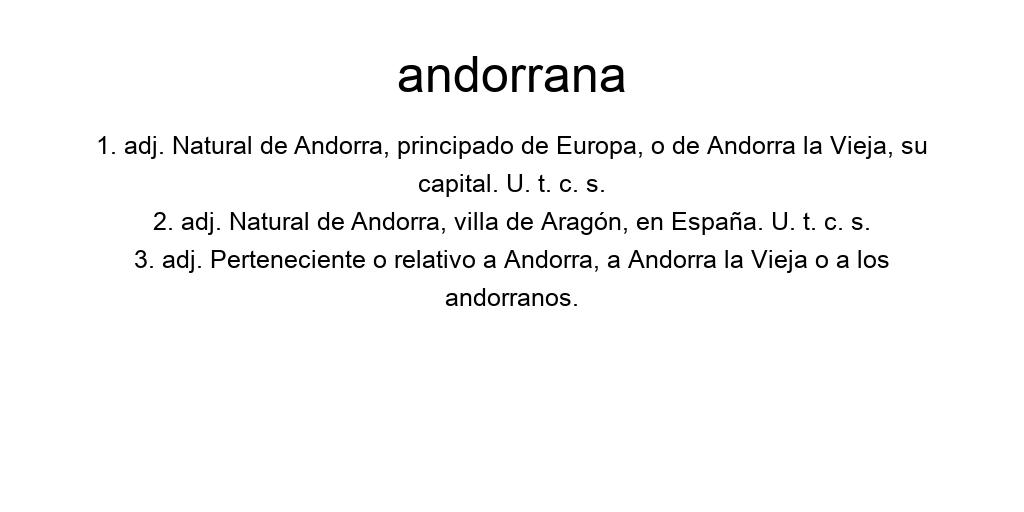 andorrana
1. adj. Natural de Andorra, principado de Europa, o de Andorra la Vieja, su
capital. U. t. c. s.
2. adj. Natural de Andorra, villa de Aragón, en España. U. t. c. s.
3. adj. Perteneciente o relativo a Andorra, a Andorra la Vieja o a los
andorranos.